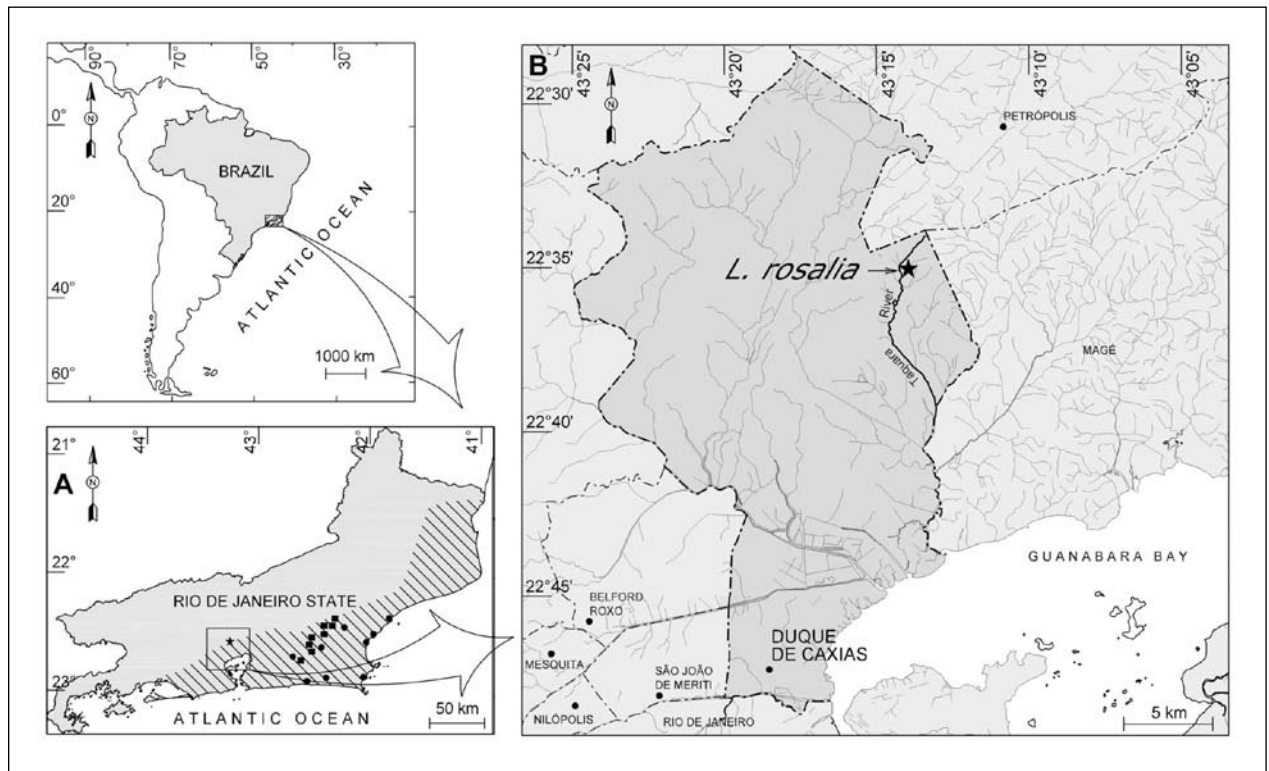 90°
70°
50°
30°
N
0°
20°
40°
60°
BRAZIL
ATLANTIC OCEAN
1000 km
A
44°
43°
42°
41°
N
21°
22°
23°
RIO DE JANEIRO STATE
ATLANTIC OCEAN
50 km
B
43°25'
43°20'
43°15'
43°10'
43°05'
N
22°30'
22°35'
22°40'
22°45'
PETRÓPOLIS
L. rosalia
River
Taquara
MAGÉ
GUANABARA BAY
BELFORD
ROXO
MESQUITA
NILÓPOLIS
SÃO JOÃO
DE MERITI
DUQUE
DE CAXIAS
RIO DE JANEIRO
5 km